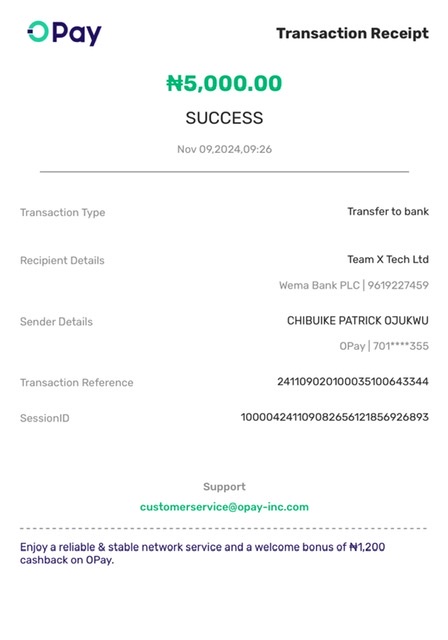 OPay
Transaction Receipt
₦5,000.00
SUCCESS
Nov 09,2024,09:26
Transaction Type
Transfer to bank
Recipient Details
Team X Tech Ltd
Wema Bank PLC | 9619227459
Sender Details
CHIBUIKE PATRICK OJUKWU
OPay | 701****355
Transaction Reference
241109020100035100643344
SessionID
100004241109082656121856926893
Support
customerservice@opay-inc.com
Enjoy a reliable & stable network service and a welcome bonus of ₦1,200
cashback on OPay.